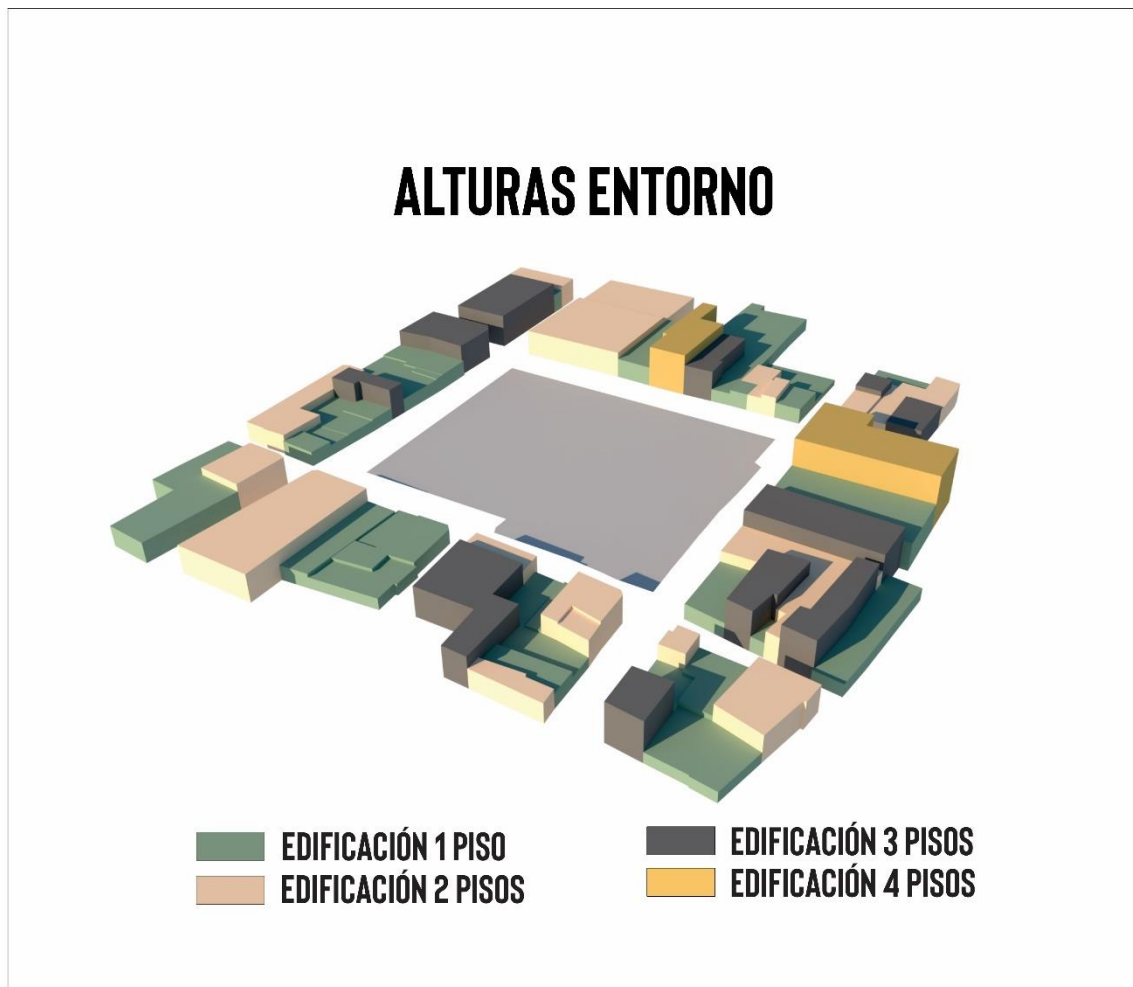 ALTURAS ENTORNO
EDIFICACIÓN 1 PISO
EDIFICACIÓN 2 PISOS
EDIFICACIÓN 3 PISOS
EDIFICACIÓN 4 PISOS